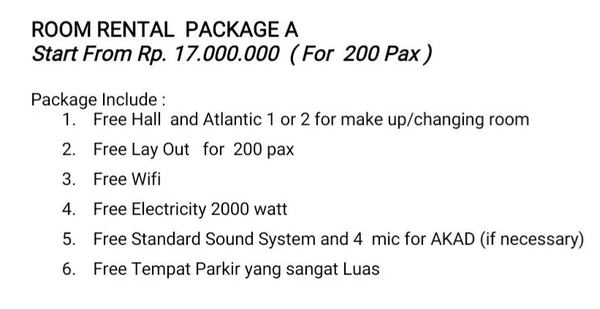 ROOM RENTAL PACKAGE A
Start From Rp. 17.000.000 ( For 200 Pax )
Package Include :
1. Free Hall and Atlantic 1 or 2 for make up/changing room
2. Free Lay Out for 200 pax
3. Free Wifi
4. Free Electricity 2000 watt
5. Free Standard Sound System and 4 mic for AKAD (if necessary)
6. Free Tempat Parkir yang sangat Luas